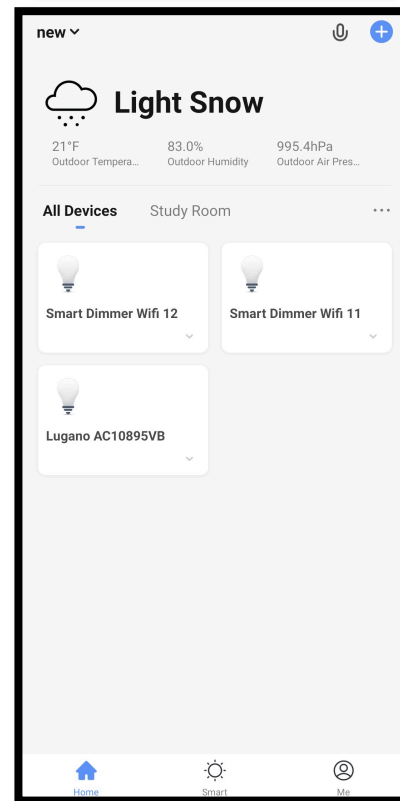 new
Light Snow
21°F 83.0% 995.4hPa
Outdoor Tempera... Outdoor Humidity Outdoor Air Pres...
All Devices Study Room
Smart Dimmer Wifi 12 Smart Dimmer Wifi 11
Lugano AC10895VB
Home Smart Me